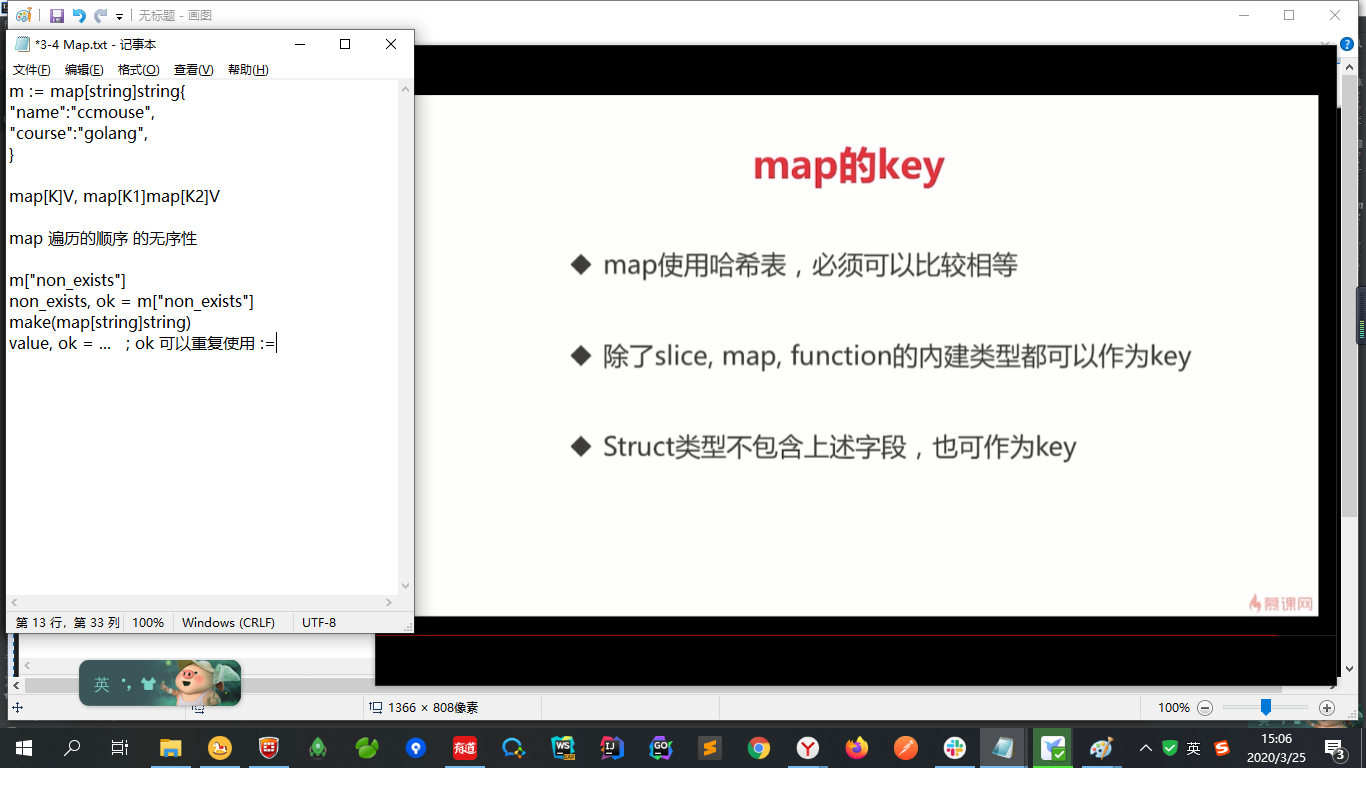 无标题 - 画图
*3-4 Map.txt - 记事本
文件(F) 编辑(E) 格式(O) 查看(V) 帮助(H)
m := map[string]string{
"name":"ccmouse",
"course":"golang",
}
map[K]V, map[K1]map[K2]V
map 遍历的顺序 的无序性
m["non_exists"]
non_exists, ok = m["non_exists"]
make(map[string]string)
value, ok = ... ; ok 可以重复使用 :=
第 13 行，第 33 列 100% Windows (CRLF) UTF-8
map的key
◆ map使用哈希表，必须可以比较相等
◆ 除了slice, map, function的内建类型都可以作为key
◆ Struct类型不包含上述字段，也可作为key
慕课网
英
1366 × 808像素
100%
有道
WS
EAP
IJ
GO
英
15:06
2020/3/25
3